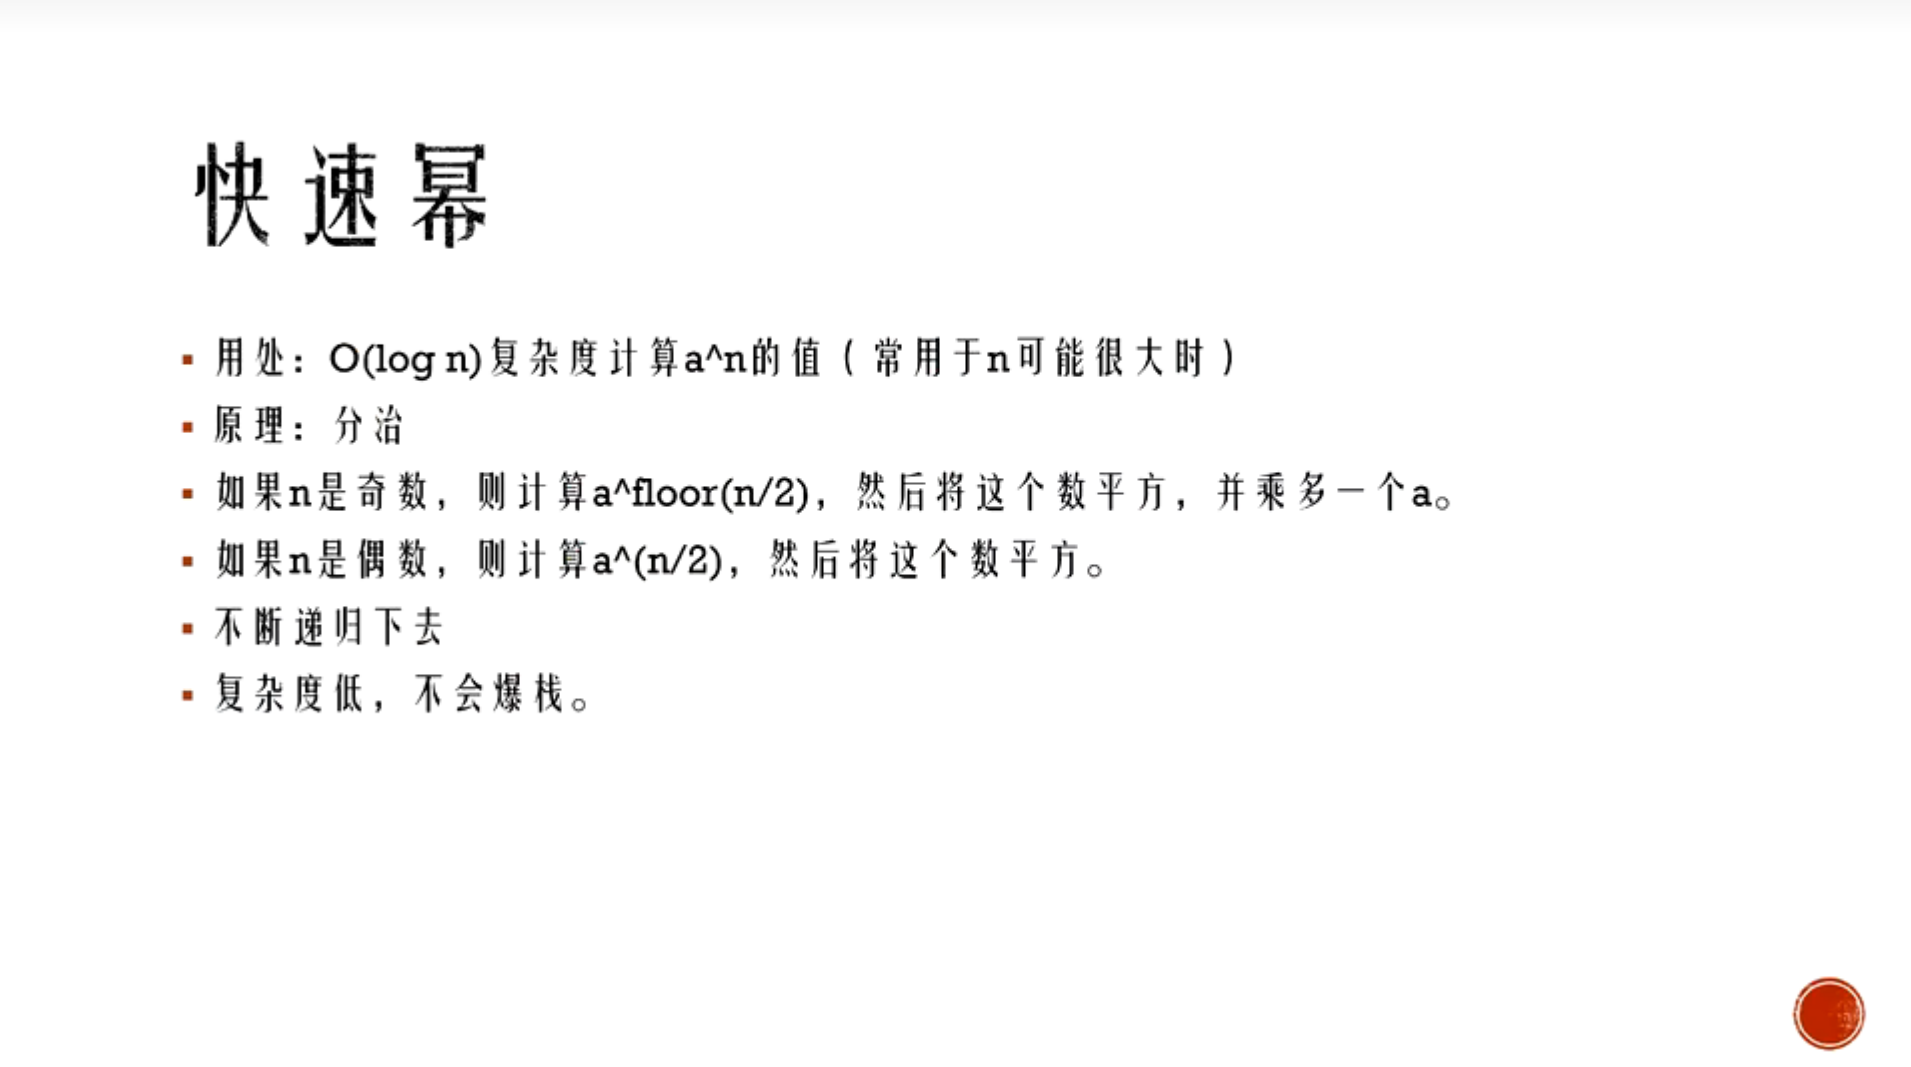 快速幂
用处：O(log n)复杂度计算a^n的值（常用于n可能很大时）
原理：分治
如果n是奇数，则计算a^floor(n/2)，然后将这个数平方，并乘多一个a。
如果n是偶数，则计算a^(n/2)，然后将这个数平方。
不断递归下去
复杂度低，不会爆栈。